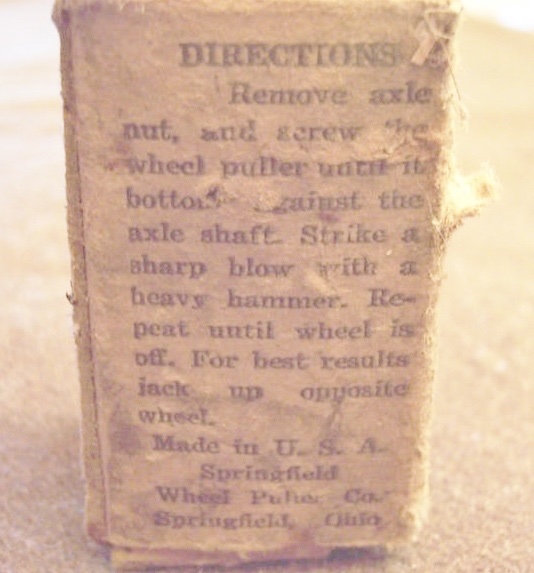 DIRECTIONS
Remove axle
nut, and screw the
wheel puller until it
bottoms against the
axle shaft. Strike a
sharp blow with a
heavy hammer. Re-
peat until wheel is
off. For best results
jack up opposite
wheel.
Made in U. S. A.
Springfield
Wheel Puller Co.
Springfield, Ohio